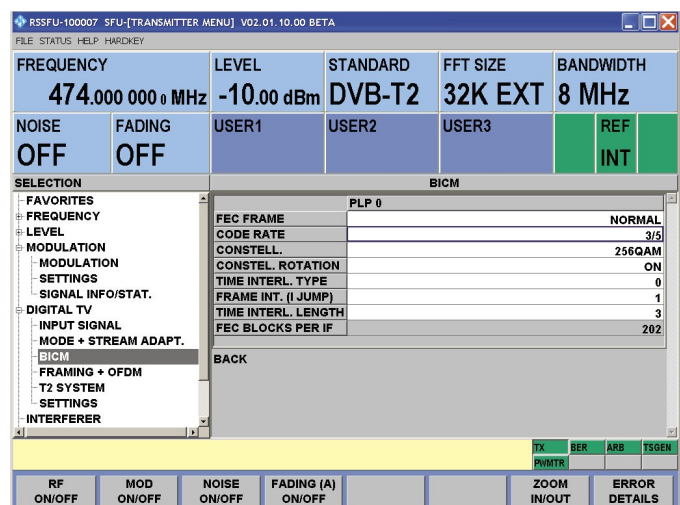 RSSFU-100007 SFU-[TRANSMITTER MENU] V02.01.10.00 BETA
FILE STATUS HELP HARDKEY
FREQUENCY LEVEL STANDARD FFT SIZE BANDWIDTH
474.000 000 0 MHz -10.00 dBm DVB-T2 32K EXT 8 MHz
NOISE FADING USER1 USER2 USER3 REF
OFF OFF INT
SELECTION BICM
FAVORITES
FREQUENCY
LEVEL
MODULATION
MODULATION
SETTINGS
SIGNAL INFO/STAT.
DIGITAL TV
INPUT SIGNAL
MODE + STREAM ADAPT.
BICM
FRAMING + OFDM
T2 SYSTEM
SETTINGS
INTERFERER
PLP 0
FEC FRAME NORMAL
CODE RATE 3/5
CONSTELL. 256QAM
CONSTEL. ROTATION ON
TIME INTERL. TYPE 0
FRAME INT. (I JUMP) 1
TIME INTERL. LENGTH 3
FEC BLOCKS PER IF 202
BACK
TX BER ARB TSGEN
PWMTR
RF ON/OFF
MOD ON/OFF
NOISE ON/OFF
FADING (A) ON/OFF
ZOOM IN/OUT
ERROR DETAILS